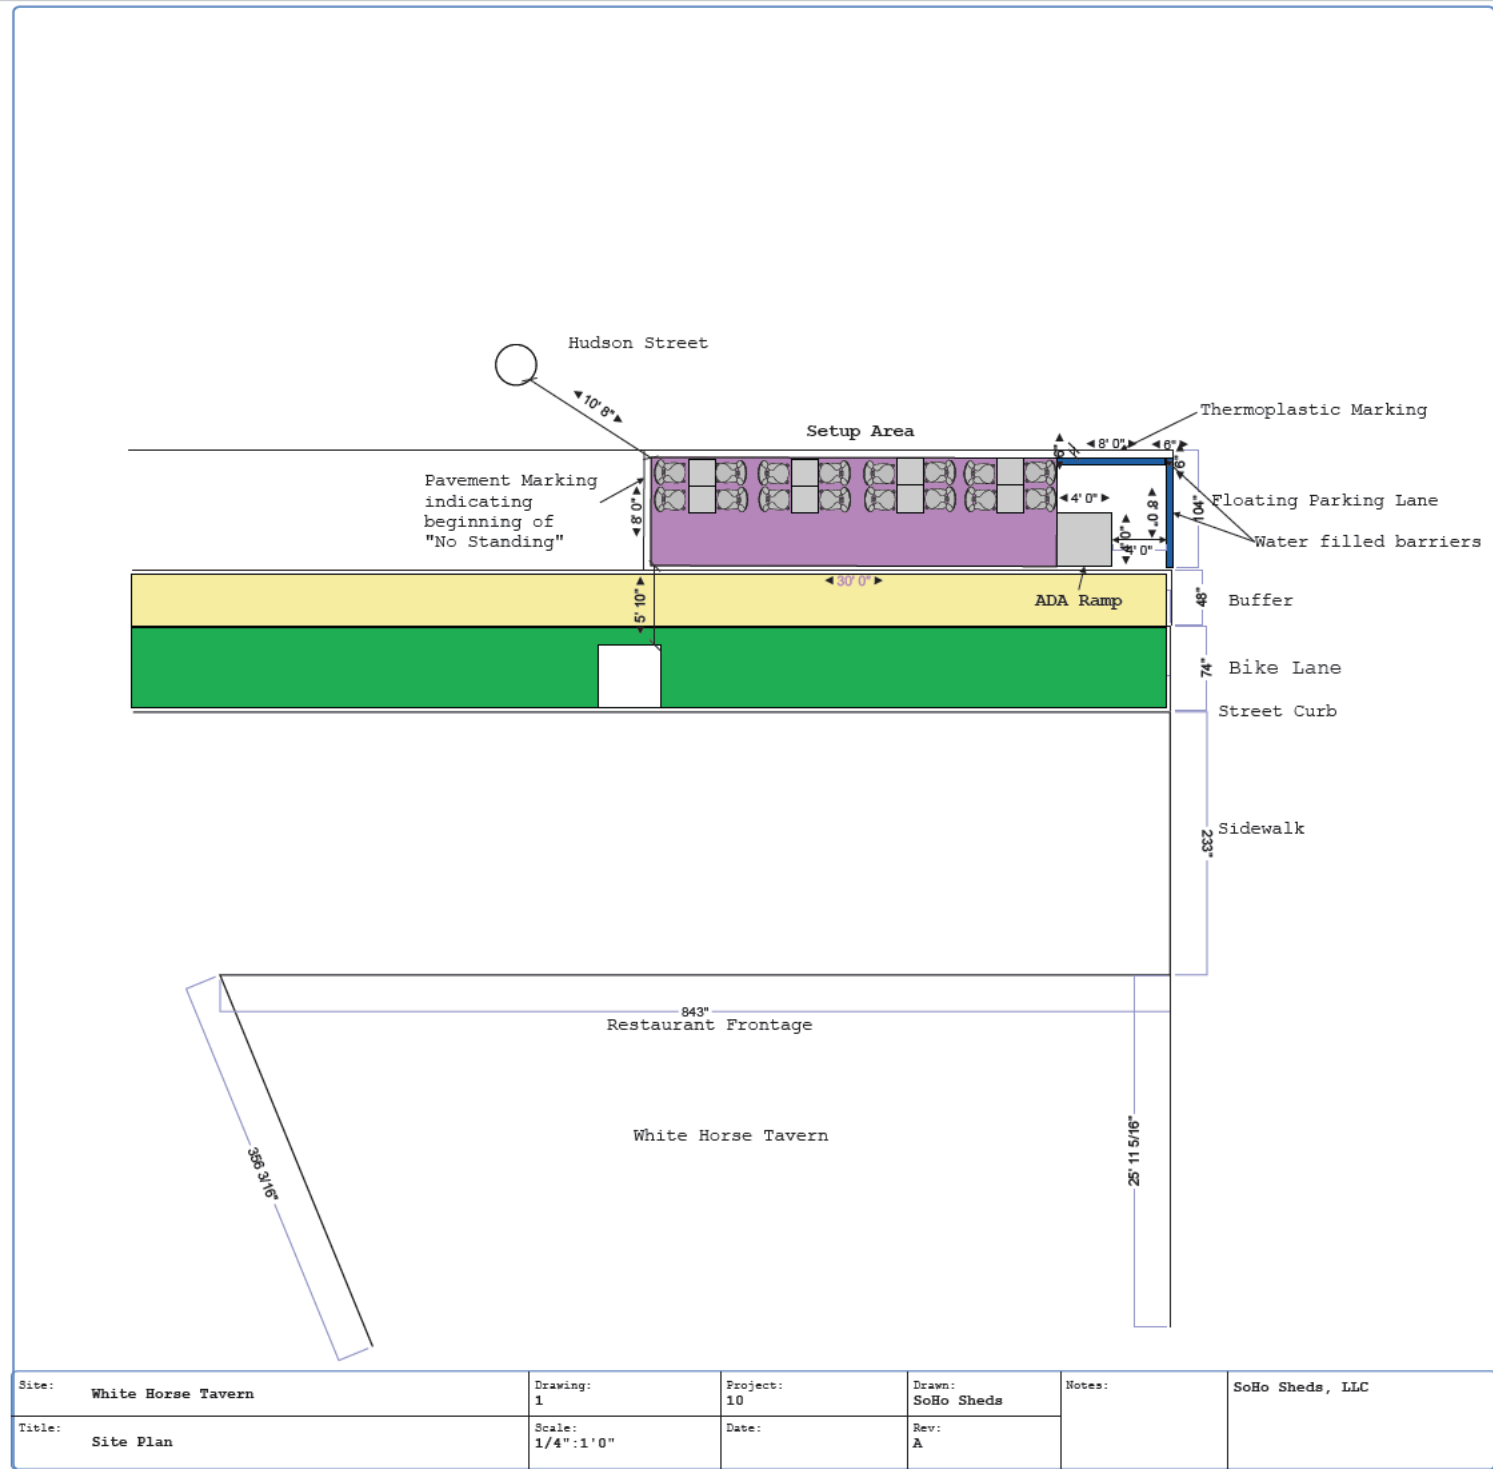 Hudson Street
10' 8"
Thermoplastic Marking
Setup Area
6"
8' 0"
6"
6"
Pavement Marking
indicating
beginning of
"No Standing"
8' 0"
4' 0"
8' 0"
104"
Floating Parking Lane
Water filled barriers
4' 0"
4' 0"
30' 0"
5' 10"
ADA Ramp
48"
Buffer
74"
Bike Lane
Street Curb
233"
Sidewalk
843"
Restaurant Frontage
White Horse Tavern
356 3/16"
25' 11 5/16"
Site:
White Horse Tavern
Drawing:
1
Project:
10
Drawn:
SoHo Sheds
Notes:
SoHo Sheds, LLC
Title:
Site Plan
Scale:
1/4":1'0"
Date:
Rev:
A